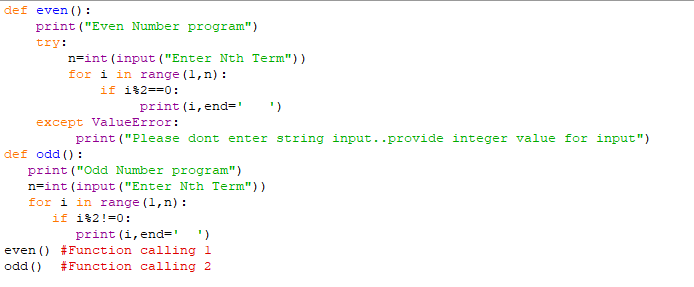 def even():
    print("Even Number program")
    try:
        n=int(input("Enter Nth Term"))
        for i in range(1,n):
            if i%2==0:
                 print(i,end='   ')
    except ValueError:
         print("Please dont enter string input..provide integer value for input")
def odd():
   print("Odd Number program")
   n=int(input("Enter Nth Term"))
   for i in range(1,n):
      if i%2!=0:
         print(i,end='  ')
even() #Function calling 1
odd()  #Function calling 2